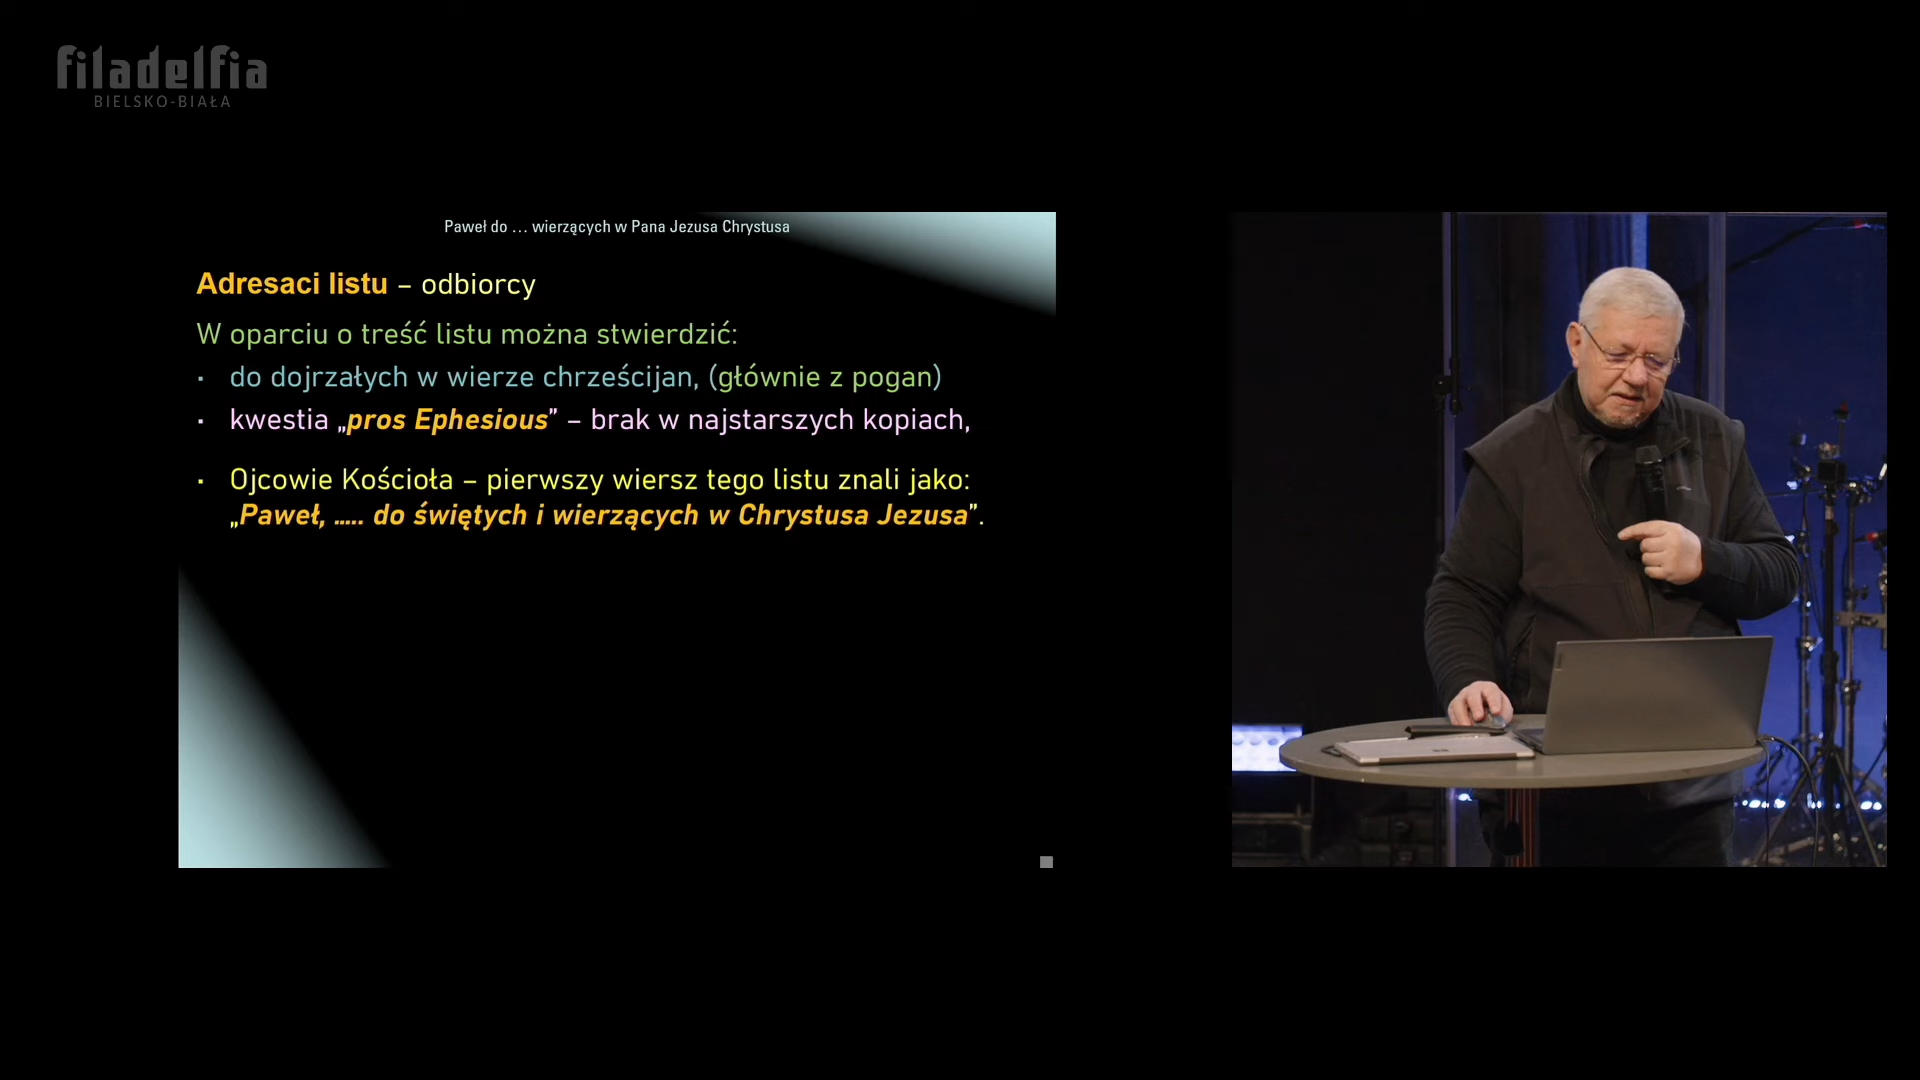 filadelfia
BIELSKO-BIAŁA
Paweł do … wierzących w Pana Jezusa Chrystusa
Adresaci listu – odbiorcy
W oparciu o treść listu można stwierdzić:
· do dojrzałych w wierze chrześcijan, (głównie z pogan)
· kwestia „pros Ephesious” – brak w najstarszych kopiach,
· Ojcowie Kościoła – pierwszy wiersz tego listu znali jako:
„Paweł, ..... do świętych i wierzących w Chrystusa Jezusa”.